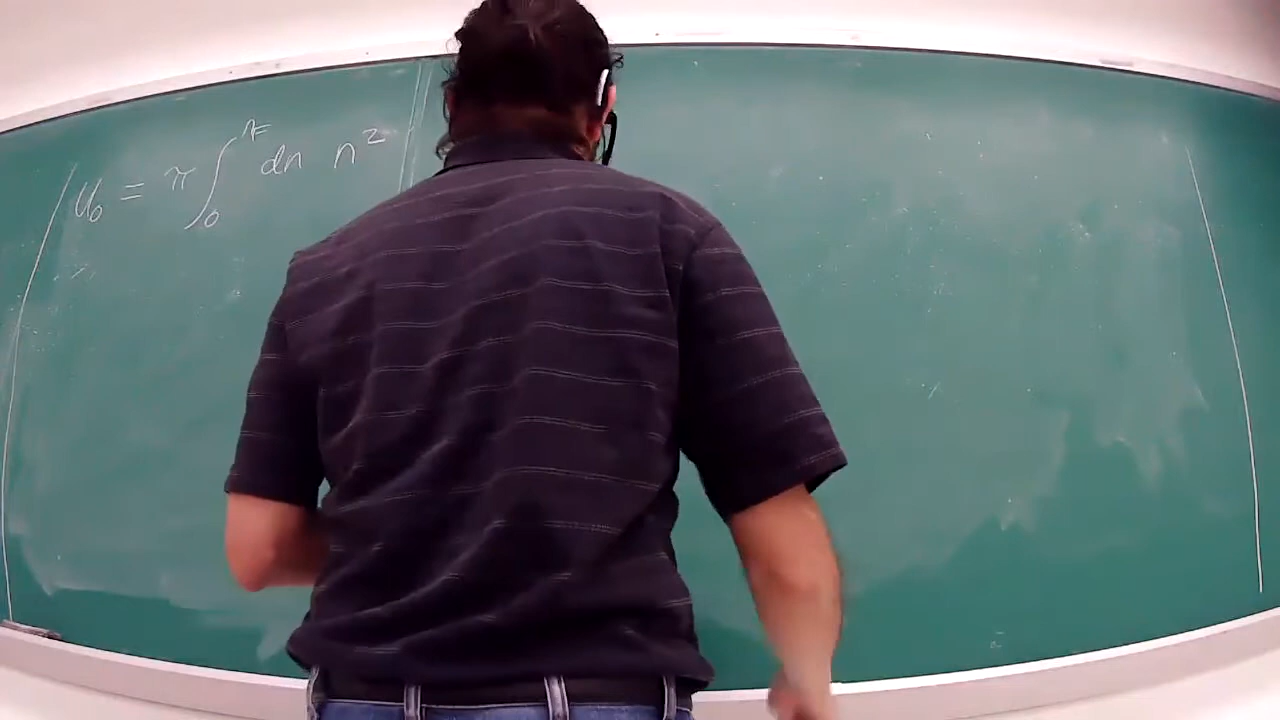 U₀ = π ∫₀^{n_F} dn n²